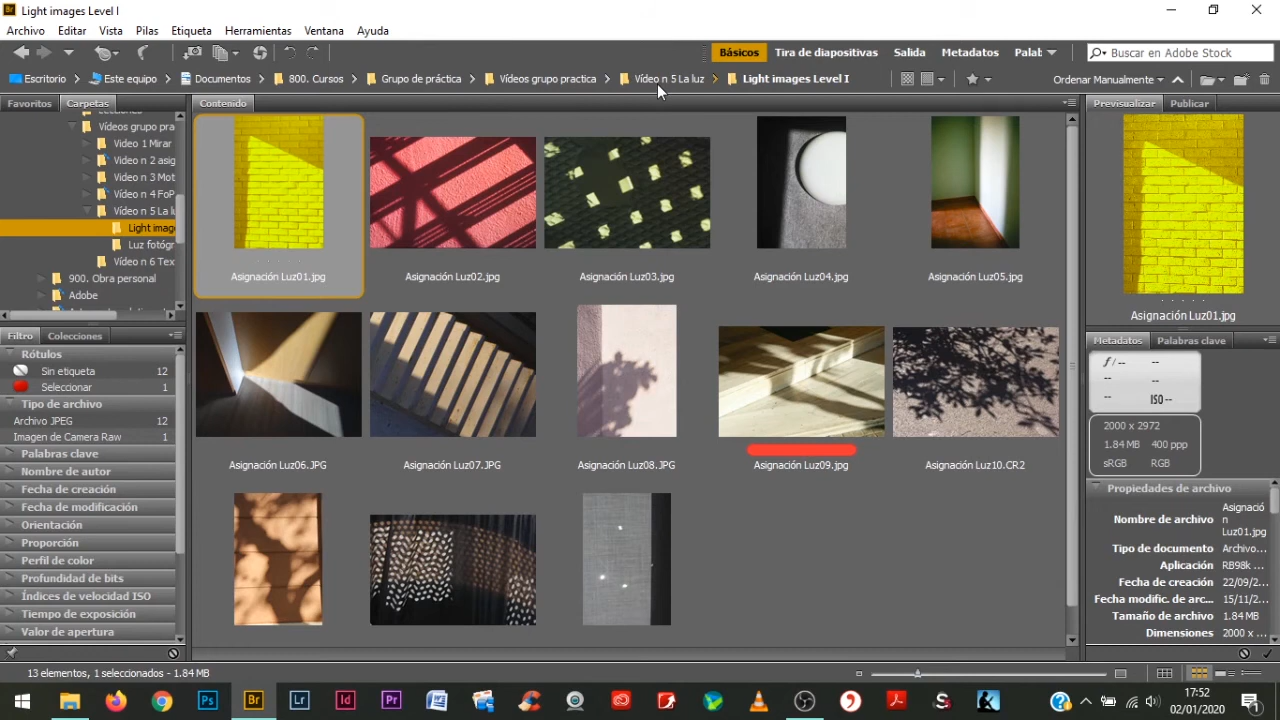 Light images Level I
Archivo Editar Vista Pilas Etiqueta Herramientas Ventana Ayuda
Básicos Tira de diapositivas Salida Metadatos Palab Buscar en Adobe Stock
Escritorio Este equipo Documentos 800. Cursos Grupo de práctica Vídeos grupo practica Vídeo n 5 La luz Light images Level I Ordenar Manualmente
Favoritos Carpetas
Vídeos grupo pra
Video 1 Mirar
Video n 2 asig
Vídeo n 3 Mot
Vídeo n 4 FoP
Vídeo n 5 La lu
Light imag
Luz fotógr
Vídeo n 6 Tex
900. Obra personal
Adobe
Filtro Colecciones
Rótulos
Sin etiqueta 12
Seleccionar 1
Tipo de archivo
Archivo JPEG 12
Imagen de Camera Raw 1
Palabras clave
Nombre de autor
Fecha de creación
Fecha de modificación
Orientación
Proporción
Perfil de color
Profundidad de bits
Índices de velocidad ISO
Tiempo de exposición
Valor de apertura
Contenido
Asignación Luz01.jpg Asignación Luz02.jpg Asignación Luz03.jpg Asignación Luz04.jpg Asignación Luz05.jpg
Asignación Luz06.JPG Asignación Luz07.JPG Asignación Luz08.JPG Asignación Luz09.jpg Asignación Luz10.CR2
Previsualizar Publicar
Asignación Luz01.jpg
Metadatos Palabras clave
ƒ/-- --
-- --
-- ISO --
2000 x 2972
1.84 MB 400 ppp
sRGB RGB
Propiedades de archivo
Nombre de archivo Asignación Luz01.jpg
Tipo de documento Archivo...
Aplicación RB98k ...
Fecha de creación 22/09/2...
Fecha modific. de arc... 15/11/2...
Tamaño de archivo 1.84 MB
Dimensiones 2000 x ...
13 elementos, 1 seleccionados - 1.84 MB
Br Ps Br Lr Id Pr
17:52
02/01/2020
1